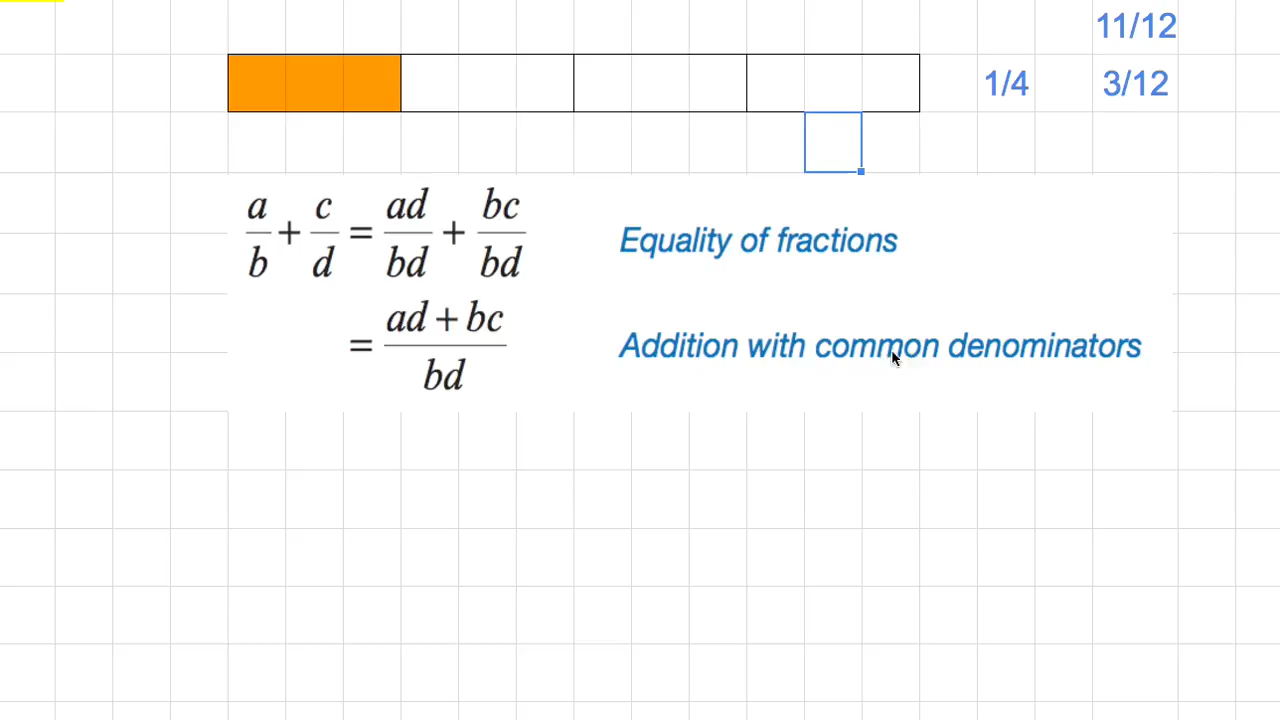 11/12
1/4 3/12
a/b + c/d = ad/bd + bc/bd Equality of fractions
= ad + bc/bd Addition with common denominators